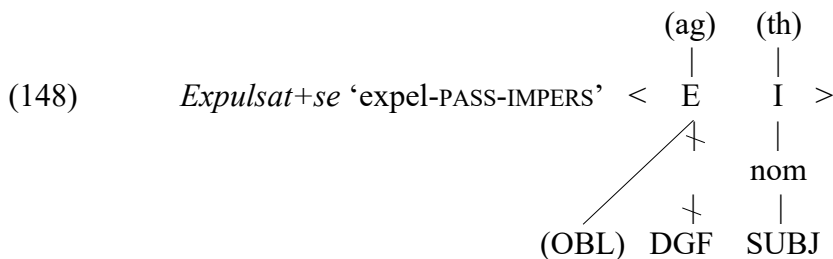 (ag) (th)
(148) Expulsat+se ‘expel-PASS-IMPERS’ < E I >
nom
(OBL) DGF SUBJ